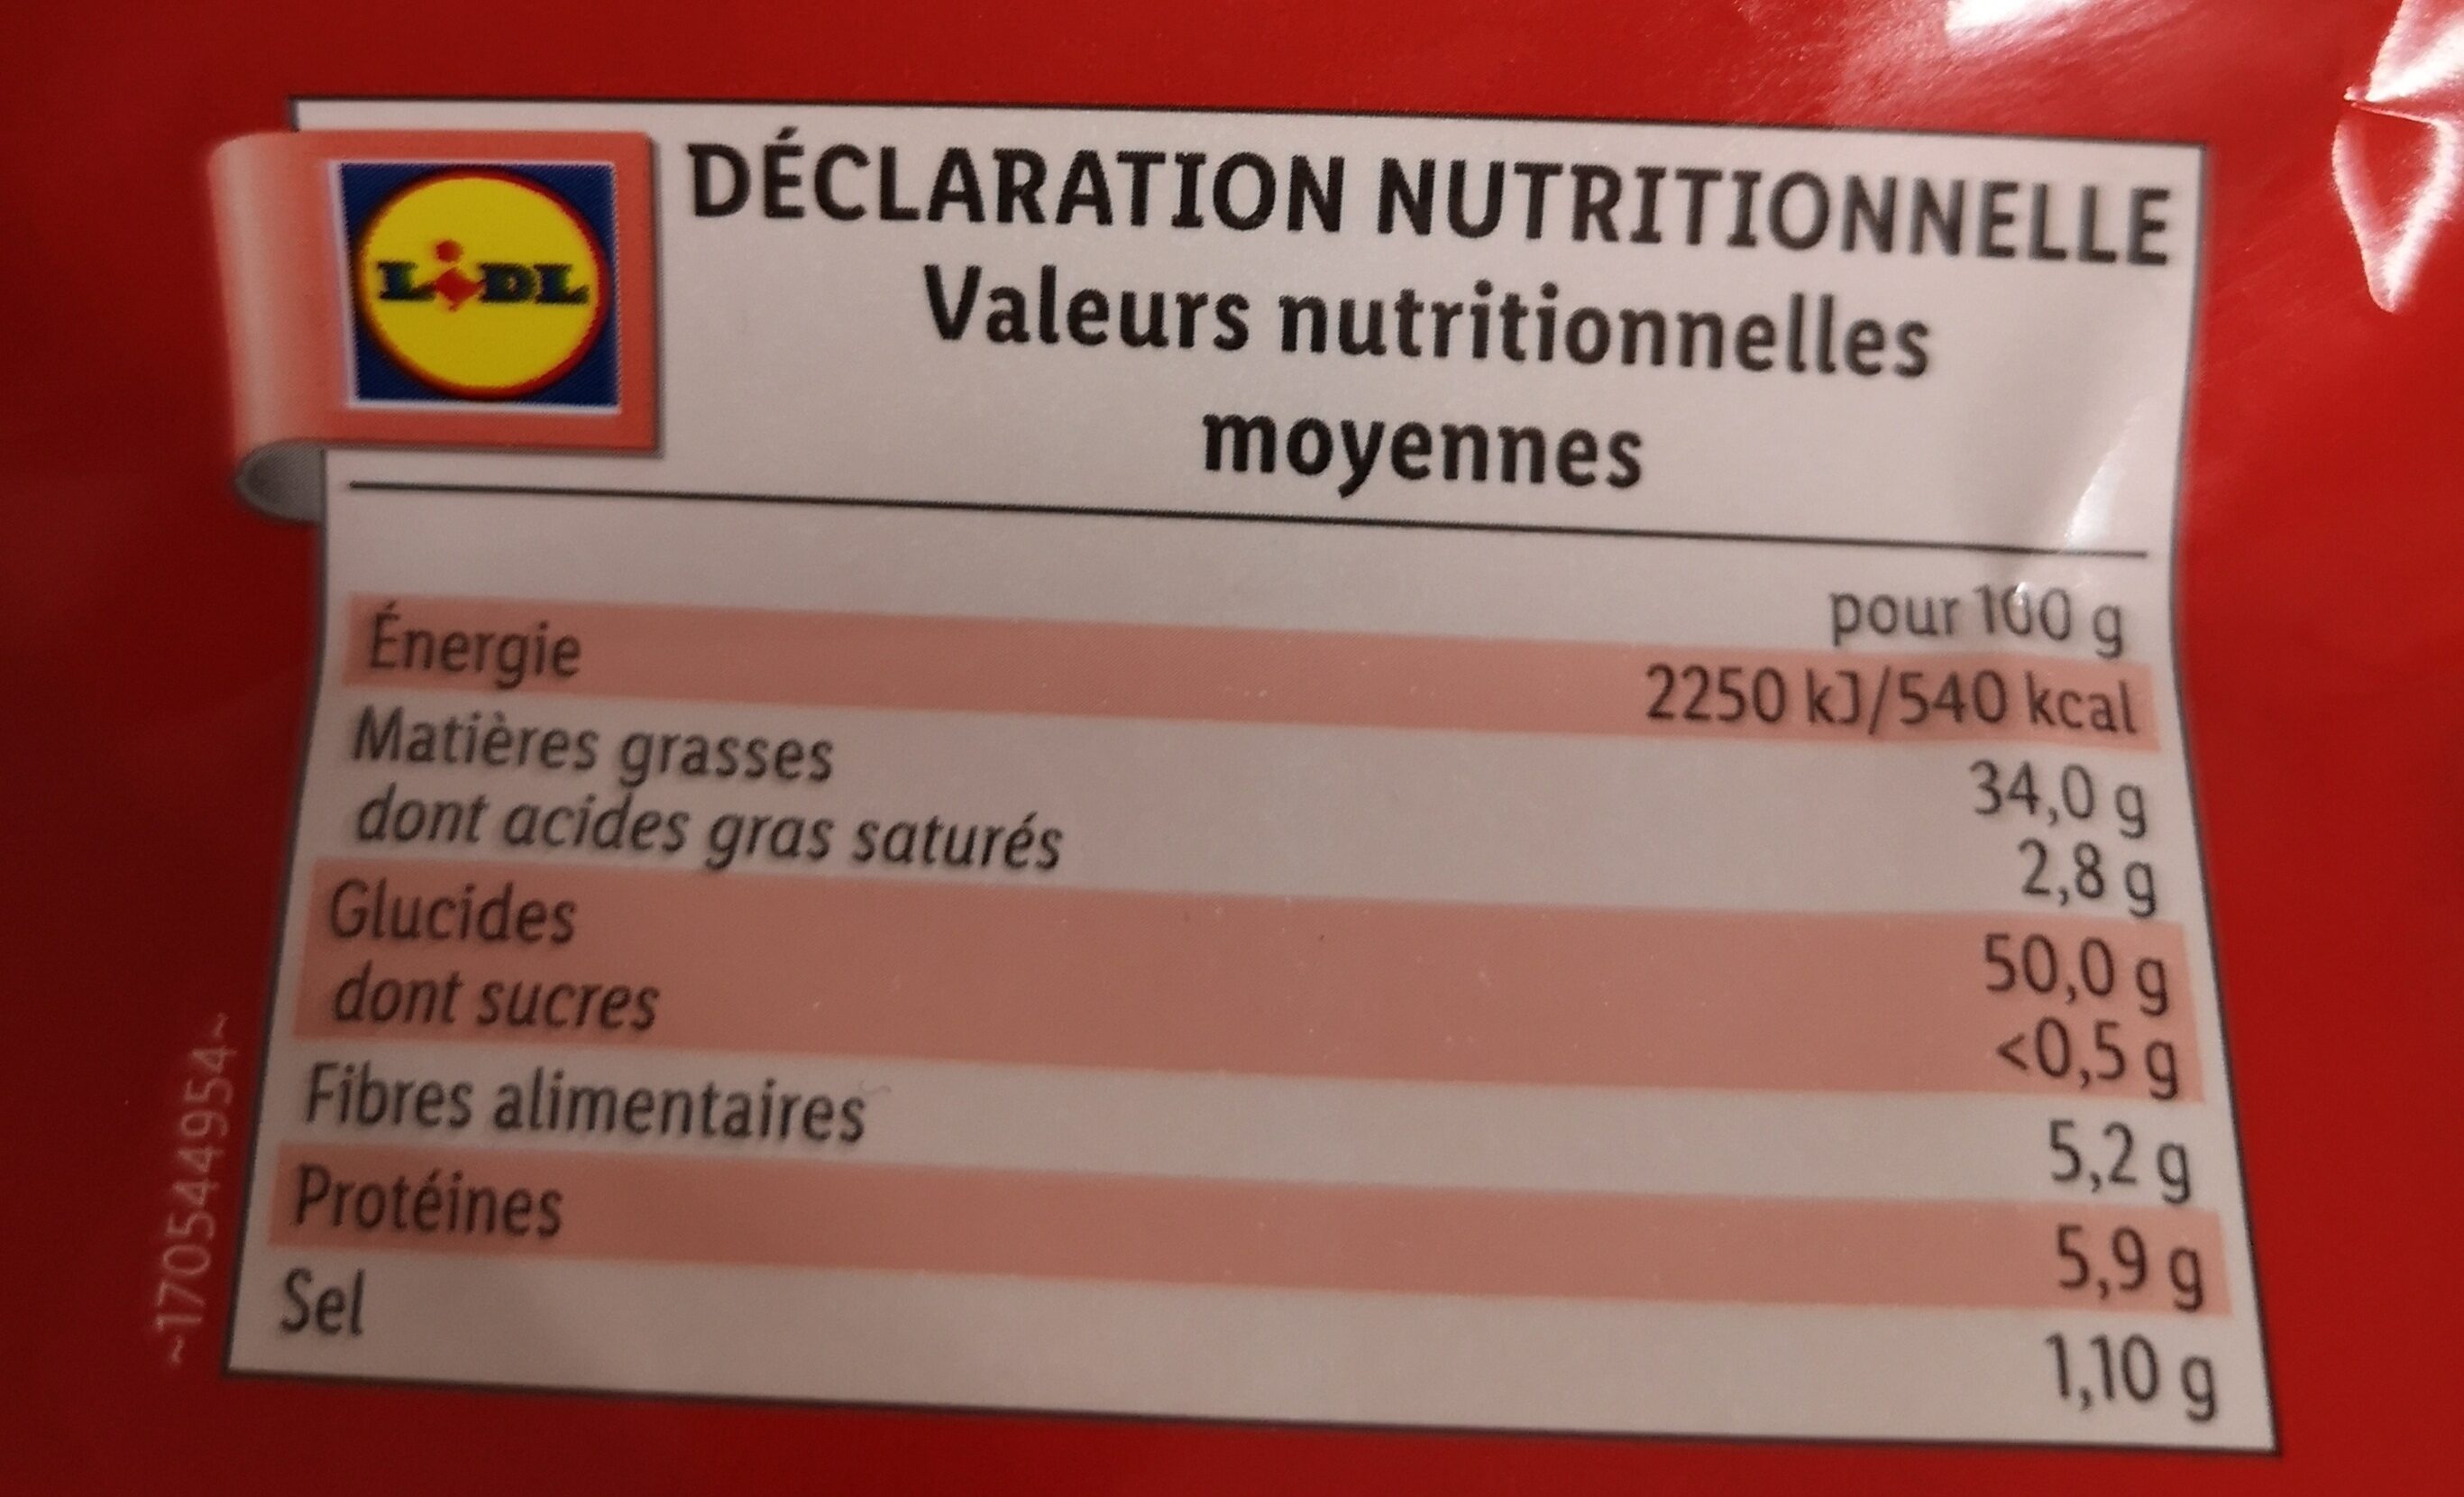 LIDL
DÉCLARATION NUTRITIONNELLE
Valeurs nutritionnelles
moyennes
pour 100 g
Énergie 2250 kJ/540 kcal
Matières grasses 34,0 g
dont acides gras saturés 2,8 g
Glucides 50,0 g
dont sucres <0,5 g
Fibres alimentaires 5,2 g
Protéines 5,9 g
Sel 1,10 g
~170544954~